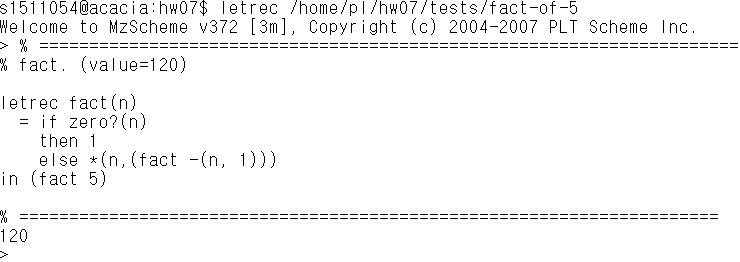 s1511054@acacia:hw07$ letrec /home/pl/hw07/tests/fact-of-5
Welcome to MzScheme v372 [3m], Copyright (c) 2004-2007 PLT Scheme Inc.
> % ======================================================================
% fact. (value=120)
letrec fact(n)
  = if zero?(n)
    then 1
    else *(n,(fact -(n, 1)))
in (fact 5)
% ======================================================================
120
>